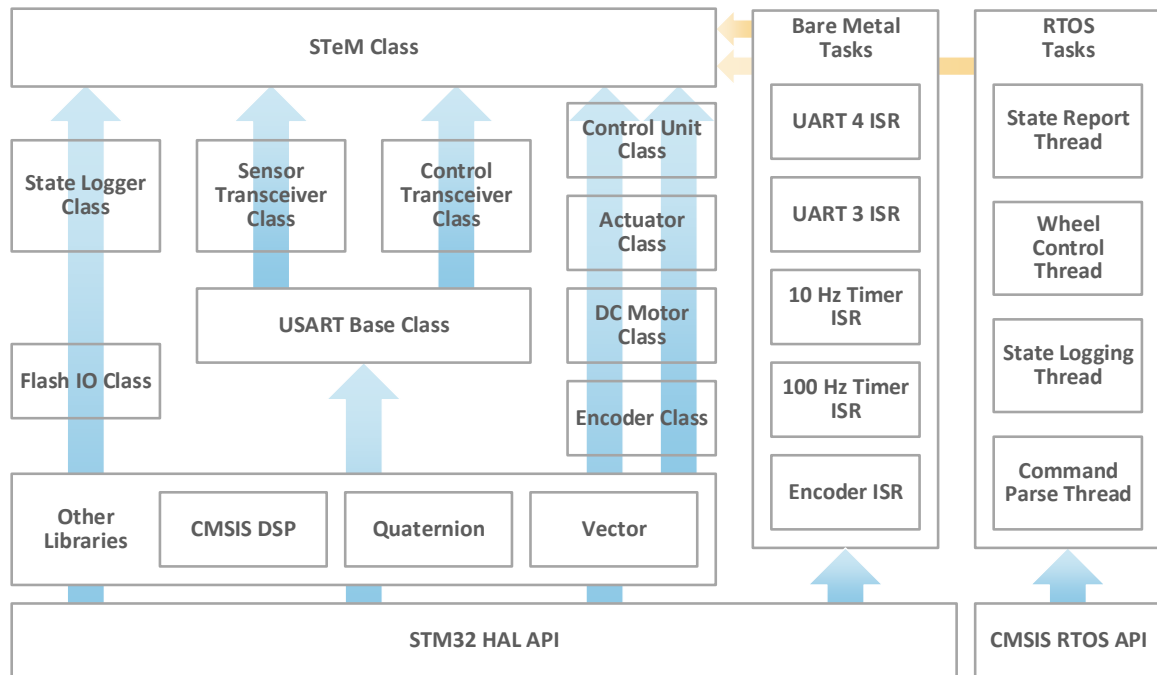 STeM Class
Bare Metal
Tasks
RTOS
Tasks
State Logger
Class
Sensor
Transceiver
Class
Control
Transceiver
Class
Control Unit
Class
Actuator
Class
DC Motor
Class
Encoder Class
USART Base Class
Flash IO Class
UART 4 ISR
UART 3 ISR
10 Hz Timer
ISR
100 Hz Timer
ISR
Encoder ISR
State Report
Thread
Wheel
Control
Thread
State Logging
Thread
Command
Parse Thread
Other
Libraries
CMSIS DSP
Quaternion
Vector
STM32 HAL API
CMSIS RTOS API